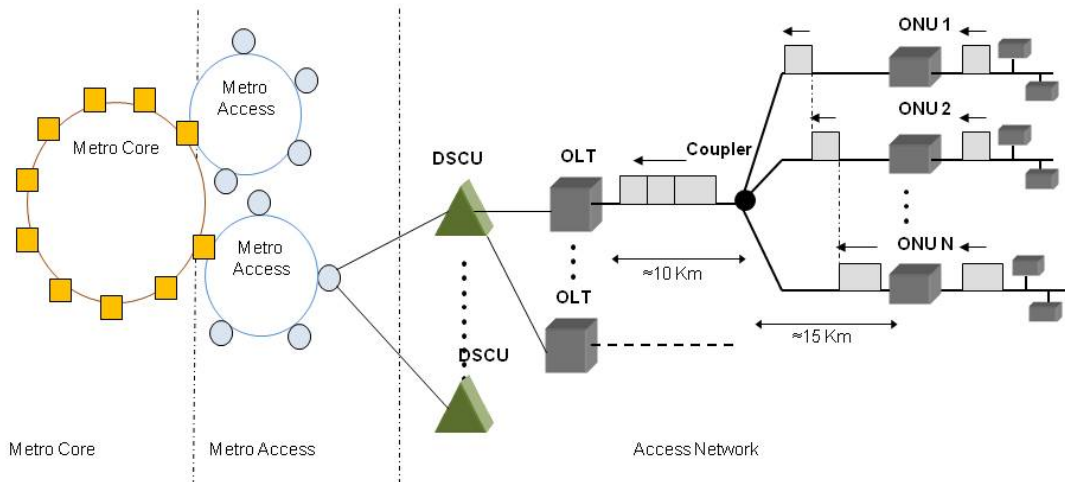 Metro Core
Metro
Access
Metro
Access
DSCU
DSCU
OLT
OLT
Coupler
≈10 Km
≈15 Km
ONU 1
ONU 2
ONU N
Metro Core
Metro Access
Access Network